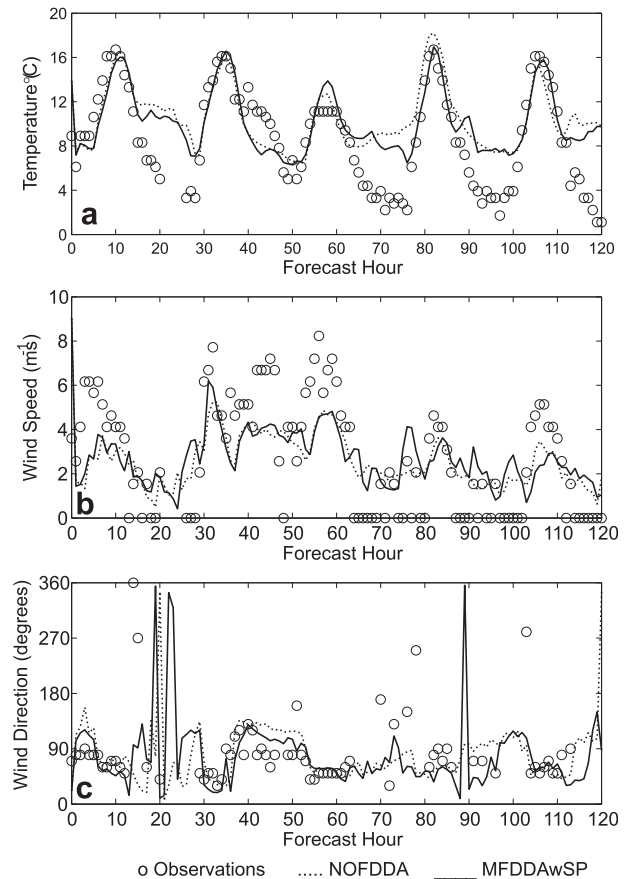 20
16
12
8
4
0
Temperature (°C)
a
0 10 20 30 40 50 60 70 80 90 100 110 120
Forecast Hour
10
8
6
4
2
0
Wind Speed (ms-1)
b
0 10 20 30 40 50 60 70 80 90 100 110 120
Forecast Hour
360
270
180
90
0
Wind Direction (degrees)
c
0 10 20 30 40 50 60 70 80 90 100 110 120
Forecast Hour
o Observations ..... NOFDDA ____ MFDDAwSP